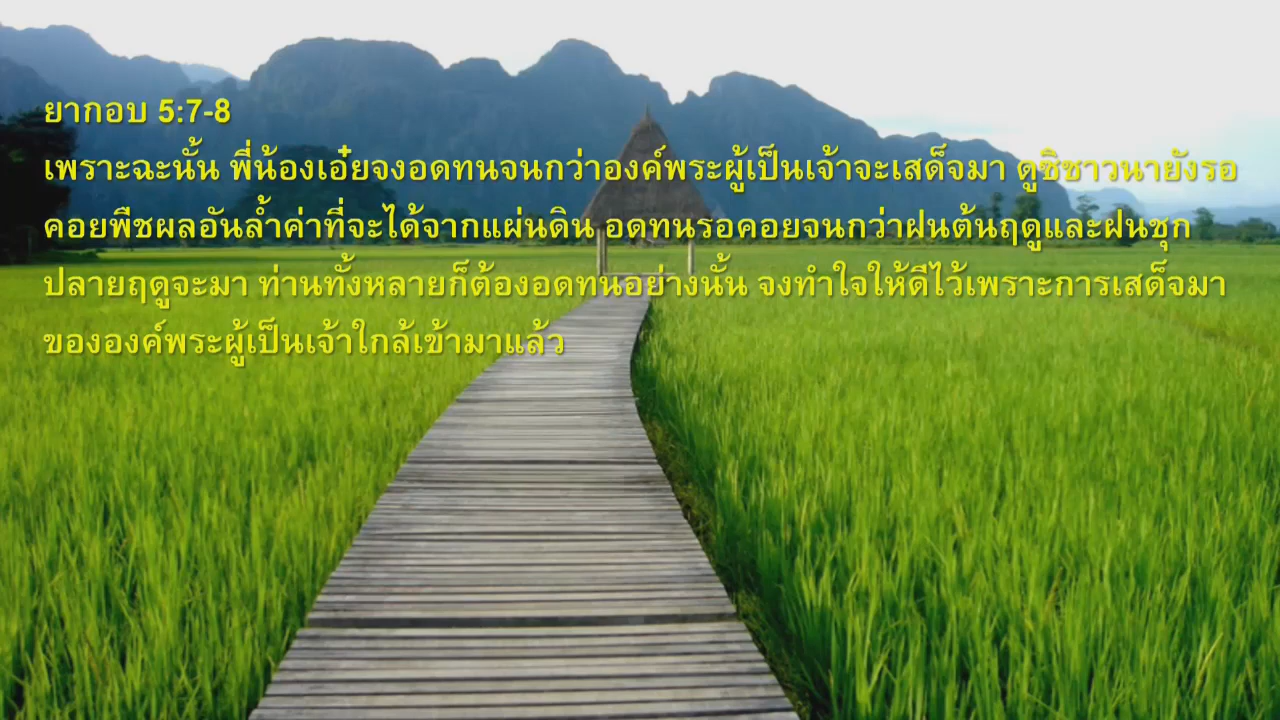 ยากอบ 5:7-8
เพราะฉะนั้น พี่น้องเอ๋ยจงอดทนจนกว่าองค์พระผู้เป็นเจ้าจะเสด็จมา ดูซิชาวนายังรอ
คอยพืชผลอันล้ำค่าที่จะได้จากแผ่นดิน อดทนรอคอยจนกว่าฝนต้นฤดูและฝนชุก
ปลายฤดูจะมา ท่านทั้งหลายก็ต้องอดทนอย่างนั้น จงทำใจให้ดีไว้เพราะการเสด็จมา
ขององค์พระผู้เป็นเจ้าใกล้เข้ามาแล้ว